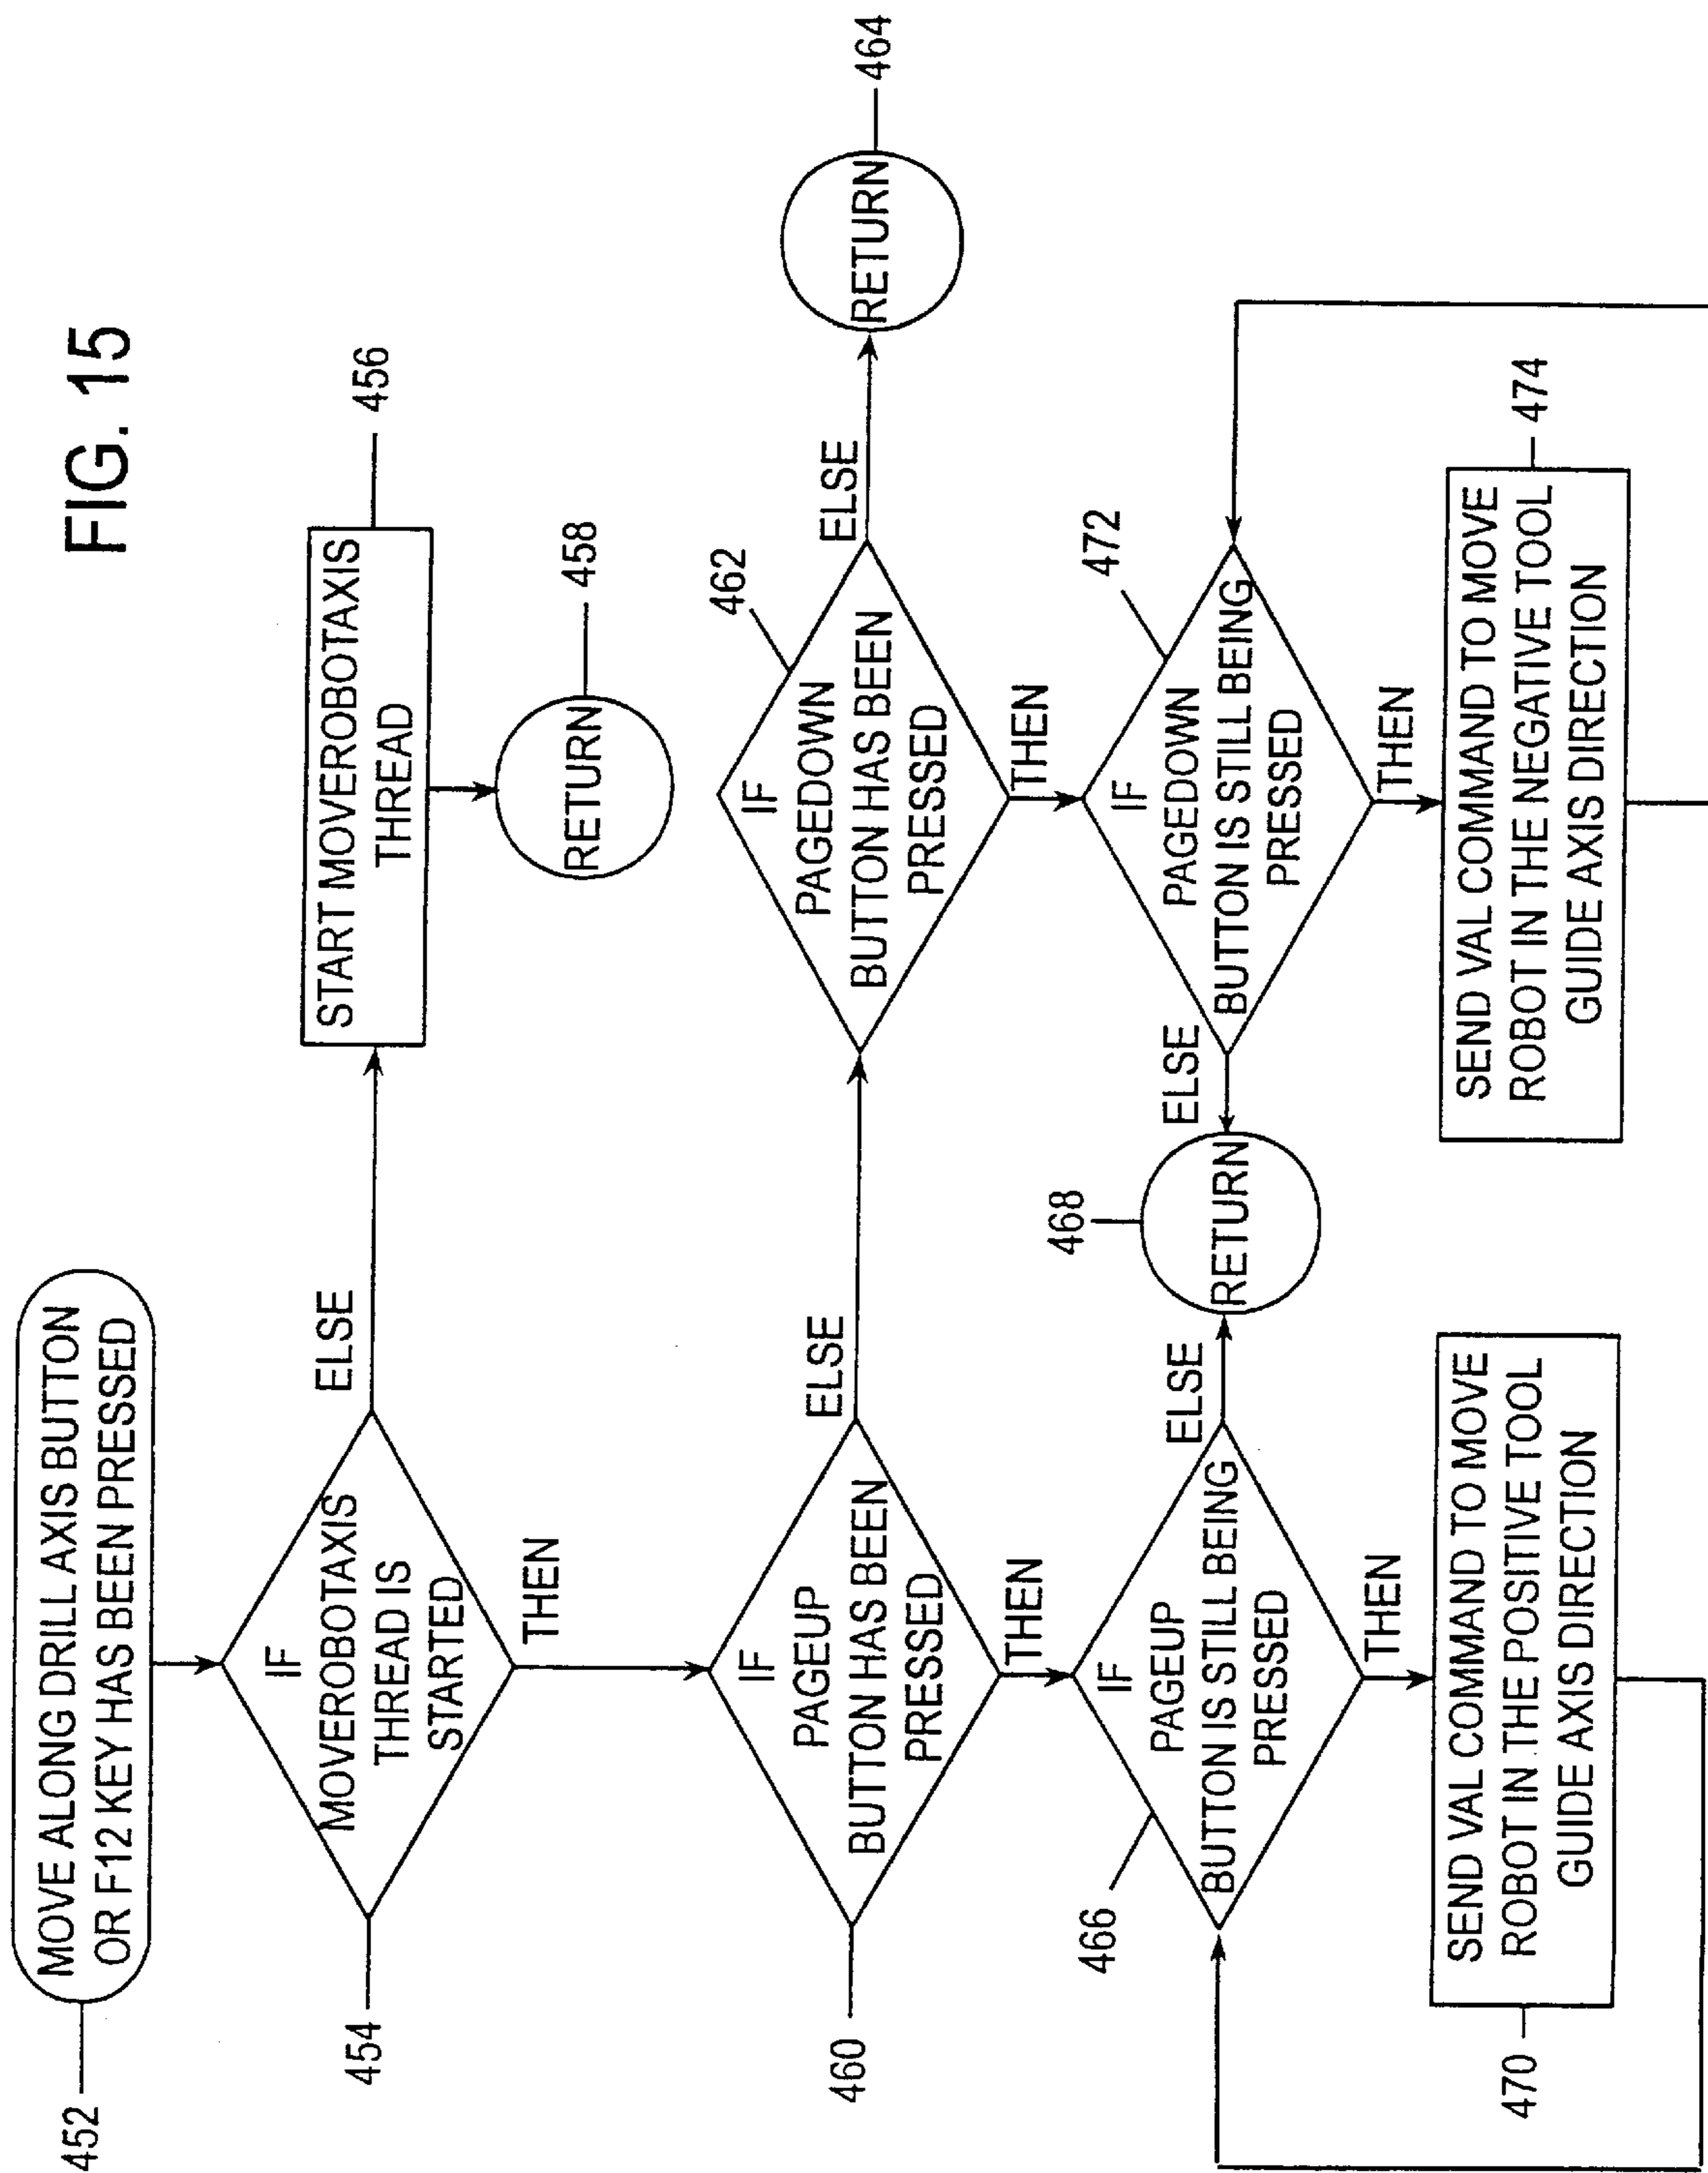 FIG. 15
452
MOVE ALONG DRILL AXIS BUTTON
OR F12 KEY HAS BEEN PRESSED
454
IF
MOVEROBOTAXIS
THREAD IS
STARTED
ELSE
START MOVEROBOTAXIS
THREAD
456
RETURN
458
THEN
460
IF
PAGEUP
BUTTON HAS BEEN
PRESSED
ELSE
IF
PAGEDOWN
BUTTON HAS BEEN
PRESSED
462
ELSE
RETURN
464
THEN
THEN
466
IF
PAGEUP
BUTTON IS STILL BEING
PRESSED
ELSE
RETURN
468
ELSE
IF
PAGEDOWN
BUTTON IS STILL BEING
PRESSED
472
THEN
THEN
470
SEND VAL COMMAND TO MOVE
ROBOT IN THE POSITIVE TOOL
GUIDE AXIS DIRECTION
SEND VAL COMMAND TO MOVE
ROBOT IN THE NEGATIVE TOOL
GUIDE AXIS DIRECTION
474